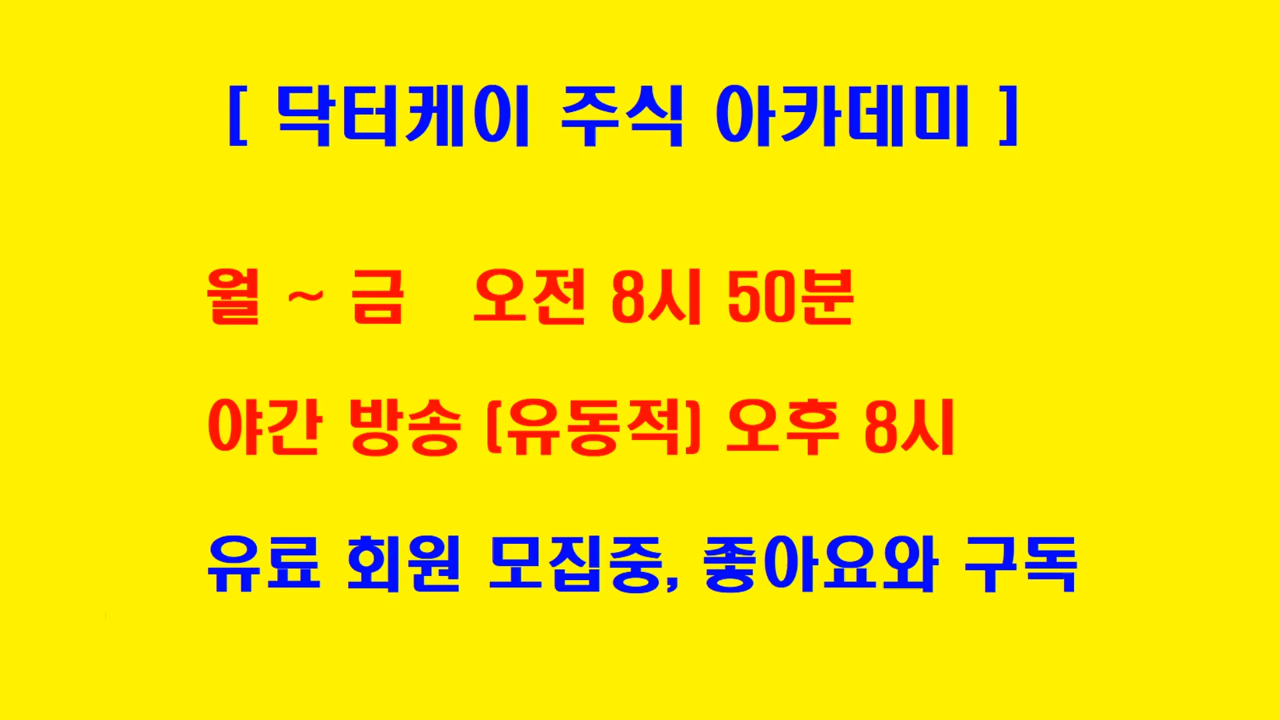 [ 닥터케이 주식 아카데미 ]
월 ~ 금 오전 8시 50분
야간 방송 (유동적) 오후 8시
유료 회원 모집중, 좋아요와 구독